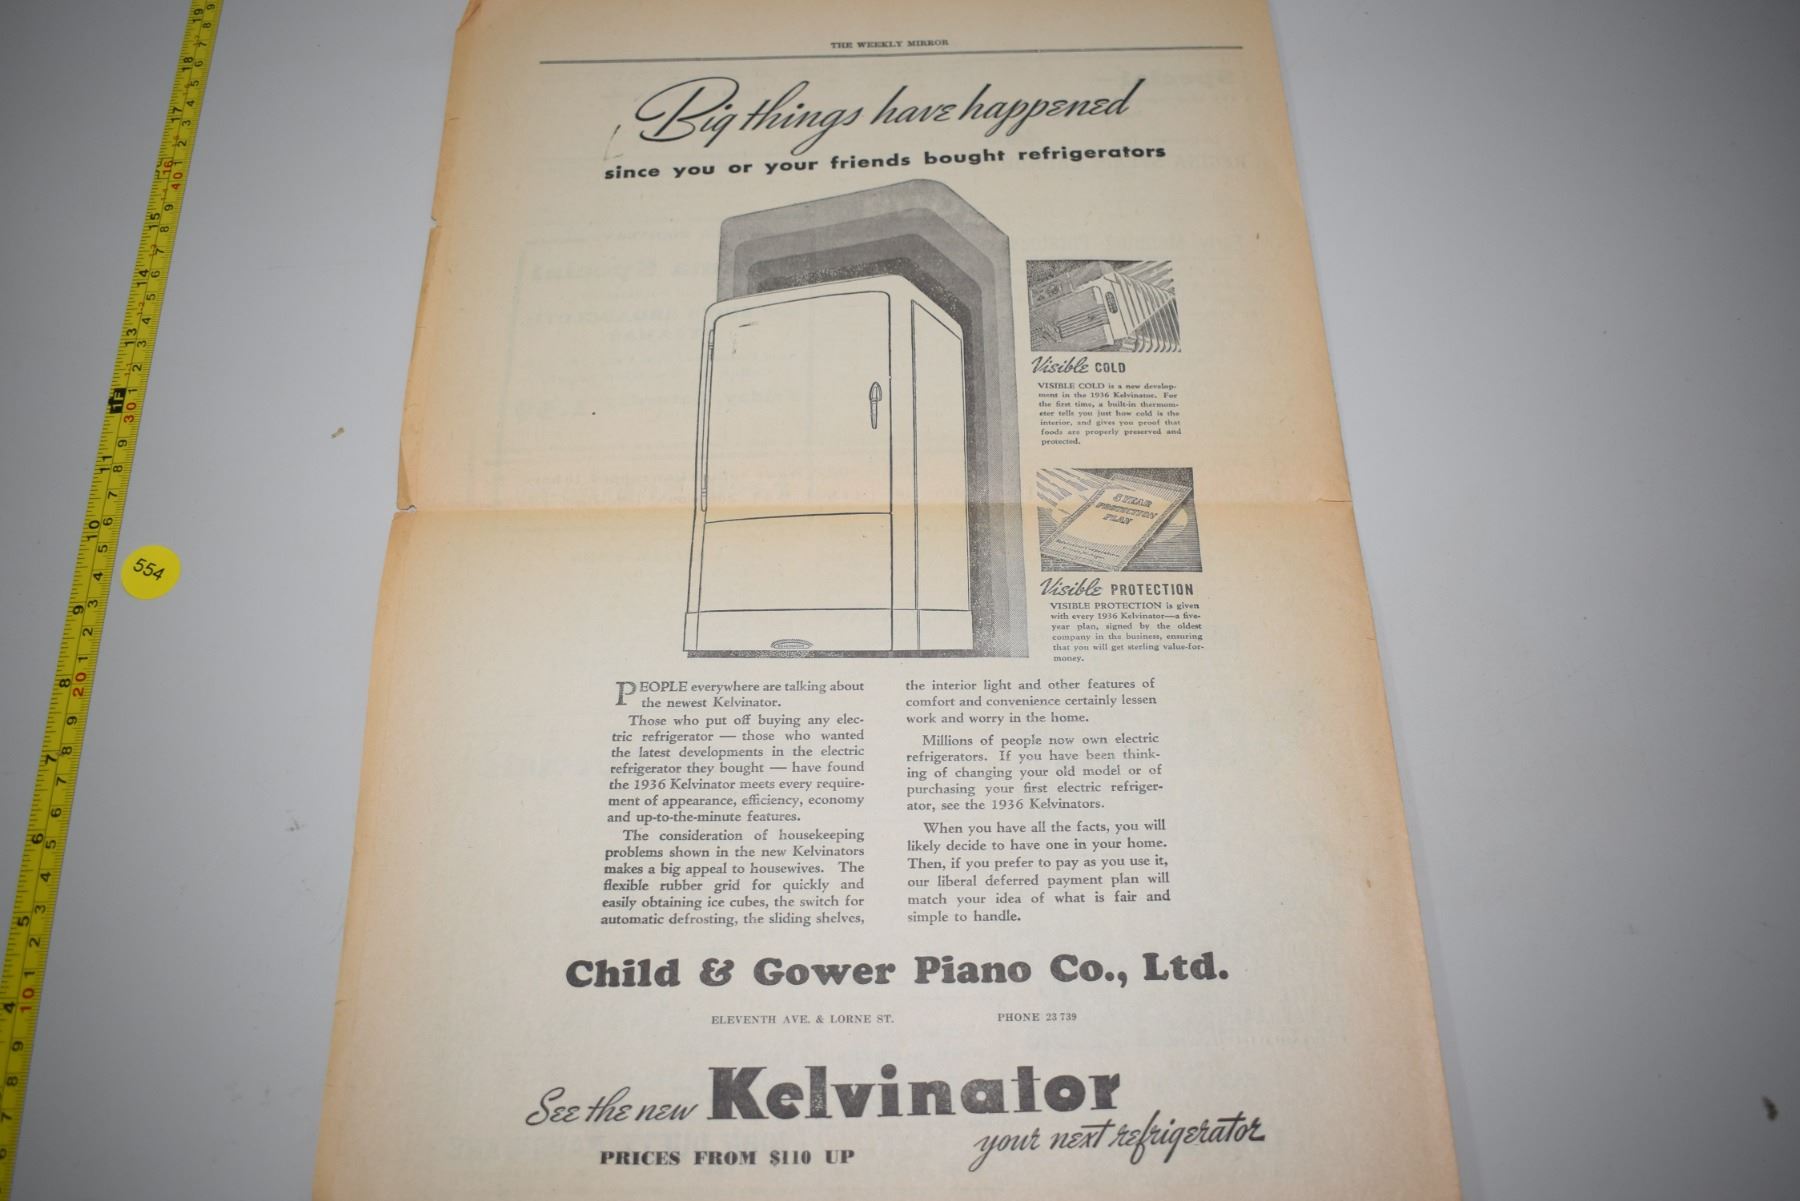 THE WEEKLY MIRROR
Big things have happened
since you or your friends bought refrigerators
Visible COLD
VISIBLE COLD is a new develop-
ment in the 1936 Kelvinator. For
the first time, a built-in thermom-
eter tells you just how cold is the
interior, and gives you proof that
foods are properly preserved and
protected.
5 YEAR
PROTECTION
PLAN
Visible PROTECTION
VISIBLE PROTECTION is given
with every 1936 Kelvinator—a five-
year plan, signed by the oldest
company in the business, ensuring
that you will get sterling value-for-
money.
PEOPLE everywhere are talking about
the newest Kelvinator.
Those who put off buying any elec-
tric refrigerator — those who wanted
the latest developments in the electric
refrigerator they bought — have found
the 1936 Kelvinator meets every require-
ment of appearance, efficiency, economy
and up-to-the-minute features.
The consideration of housekeeping
problems shown in the new Kelvinators
makes a big appeal to housewives. The
flexible rubber grid for quickly and
easily obtaining ice cubes, the switch for
automatic defrosting, the sliding shelves,
the interior light and other features of
comfort and convenience certainly lessen
work and worry in the home.
Millions of people now own electric
refrigerators. If you have been think-
ing of changing your old model or of
purchasing your first electric refriger-
ator, see the 1936 Kelvinators.
When you have all the facts, you will
likely decide to have one in your home.
Then, if you prefer to pay as you use it,
our liberal deferred payment plan will
match your idea of what is fair and
simple to handle.
Child & Gower Piano Co., Ltd.
ELEVENTH AVE. & LORNE ST. PHONE 23 739
See the new Kelvinator
your next refrigerator
PRICES FROM $110 UP
554